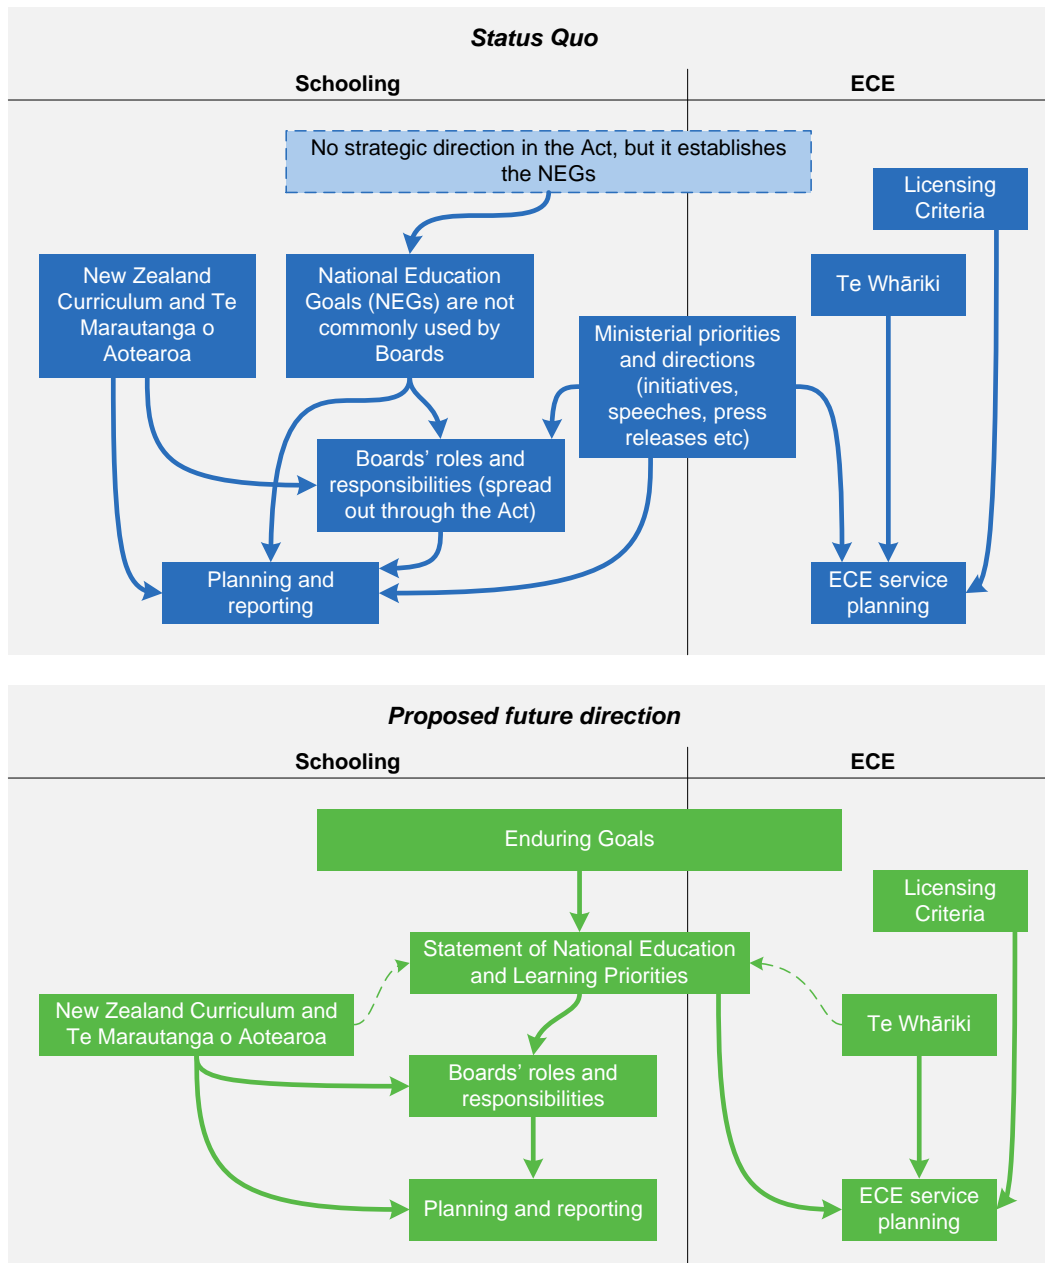 Status Quo
Schooling
ECE
No strategic direction in the Act, but it establishes
the NEGs
Licensing
Criteria
New Zealand
Curriculum and Te
Marautanga o
Aotearoa
National Education
Goals (NEGs) are not
commonly used by
Boards
Te Whāriki
Ministerial priorities
and directions
(initiatives,
speeches, press
releases etc)
Boards’ roles and
responsibilities (spread
out through the Act)
Planning and
reporting
ECE service
planning
Proposed future direction
Schooling
ECE
Enduring Goals
Licensing
Criteria
Statement of National Education
and Learning Priorities
New Zealand Curriculum and
Te Marautanga o Aotearoa
Te Whāriki
Boards’ roles and
responsibilities
Planning and reporting
ECE service
planning